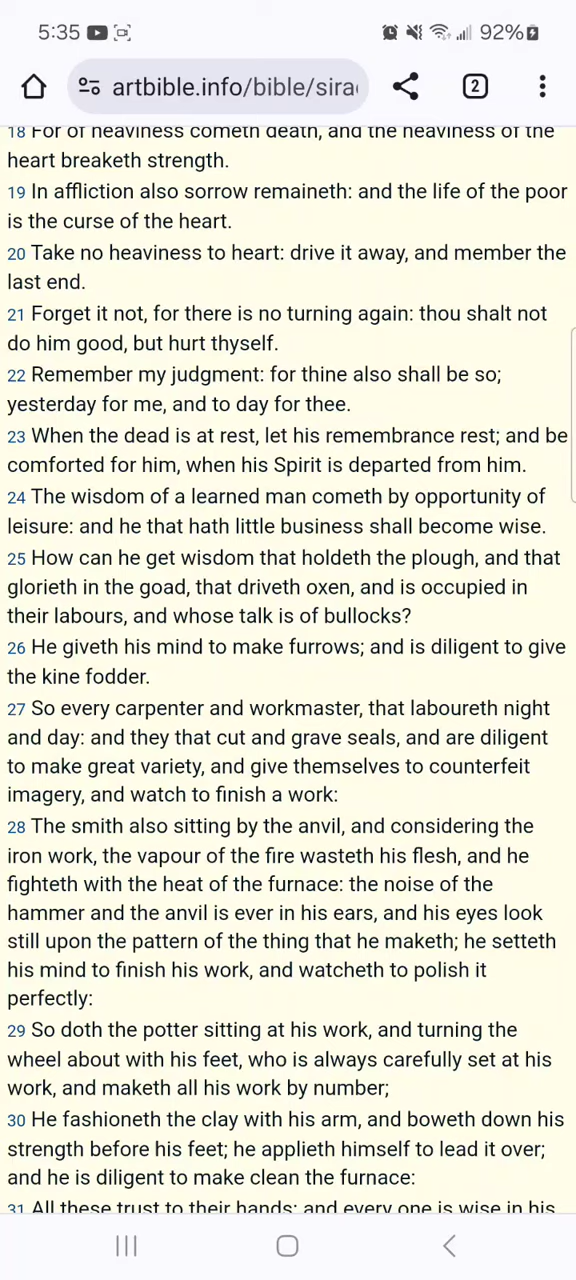 5:35 92%
artbible.info/bible/sira
2
18 For of heaviness cometh death, and the heaviness of the
heart breaketh strength.
19 In affliction also sorrow remaineth: and the life of the poor
is the curse of the heart.
20 Take no heaviness to heart: drive it away, and member the
last end.
21 Forget it not, for there is no turning again: thou shalt not
do him good, but hurt thyself.
22 Remember my judgment: for thine also shall be so;
yesterday for me, and to day for thee.
23 When the dead is at rest, let his remembrance rest; and be
comforted for him, when his Spirit is departed from him.
24 The wisdom of a learned man cometh by opportunity of
leisure: and he that hath little business shall become wise.
25 How can he get wisdom that holdeth the plough, and that
glorieth in the goad, that driveth oxen, and is occupied in
their labours, and whose talk is of bullocks?
26 He giveth his mind to make furrows; and is diligent to give
the kine fodder.
27 So every carpenter and workmaster, that laboureth night
and day: and they that cut and grave seals, and are diligent
to make great variety, and give themselves to counterfeit
imagery, and watch to finish a work:
28 The smith also sitting by the anvil, and considering the
iron work, the vapour of the fire wasteth his flesh, and he
fighteth with the heat of the furnace: the noise of the
hammer and the anvil is ever in his ears, and his eyes look
still upon the pattern of the thing that he maketh; he setteth
his mind to finish his work, and watcheth to polish it
perfectly:
29 So doth the potter sitting at his work, and turning the
wheel about with his feet, who is always carefully set at his
work, and maketh all his work by number;
30 He fashioneth the clay with his arm, and boweth down his
strength before his feet; he applieth himself to lead it over;
and he is diligent to make clean the furnace:
31 All these trust to their hands: and every one is wise in his